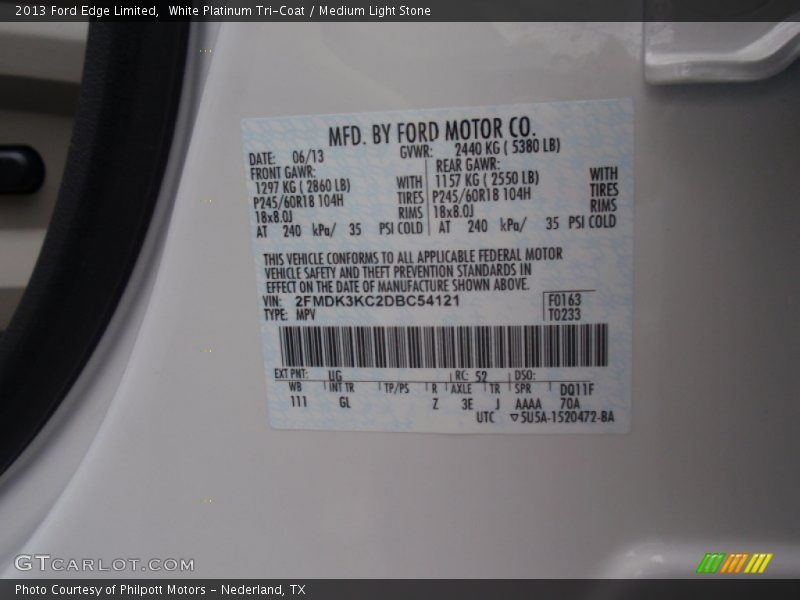 2013 Ford Edge Limited, White Platinum Tri-Coat / Medium Light Stone
MFD. BY FORD MOTOR CO.
DATE: 06/13 GVWR: 2440 KG ( 5380 LB)
FRONT GAWR: REAR GAWR:
1297 KG ( 2860 LB) WITH 1157 KG ( 2550 LB) WITH
P245/60R18 104H TIRES P245/60R18 104H TIRES
18x8.0J RIMS 18x8.0J RIMS
AT 240 kPa/ 35 PSI COLD AT 240 kPa/ 35 PSI COLD
THIS VEHICLE CONFORMS TO ALL APPLICABLE FEDERAL MOTOR
VEHICLE SAFETY AND THEFT PREVENTION STANDARDS IN
EFFECT ON THE DATE OF MANUFACTURE SHOWN ABOVE.
VIN: 2FMDK3KC2DBC54121 F0163
TYPE: MPV T0233
EXT PNT: UG RC: 52 DSO:
WB INT TR TP/PS R AXLE TR SPR DQ11F
111 GL Z 3E J AAAA 70A
UTC ▽5U5A-1520472-BA
GTCARLOT.COM
Photo Courtesy of Philpott Motors - Nederland, TX